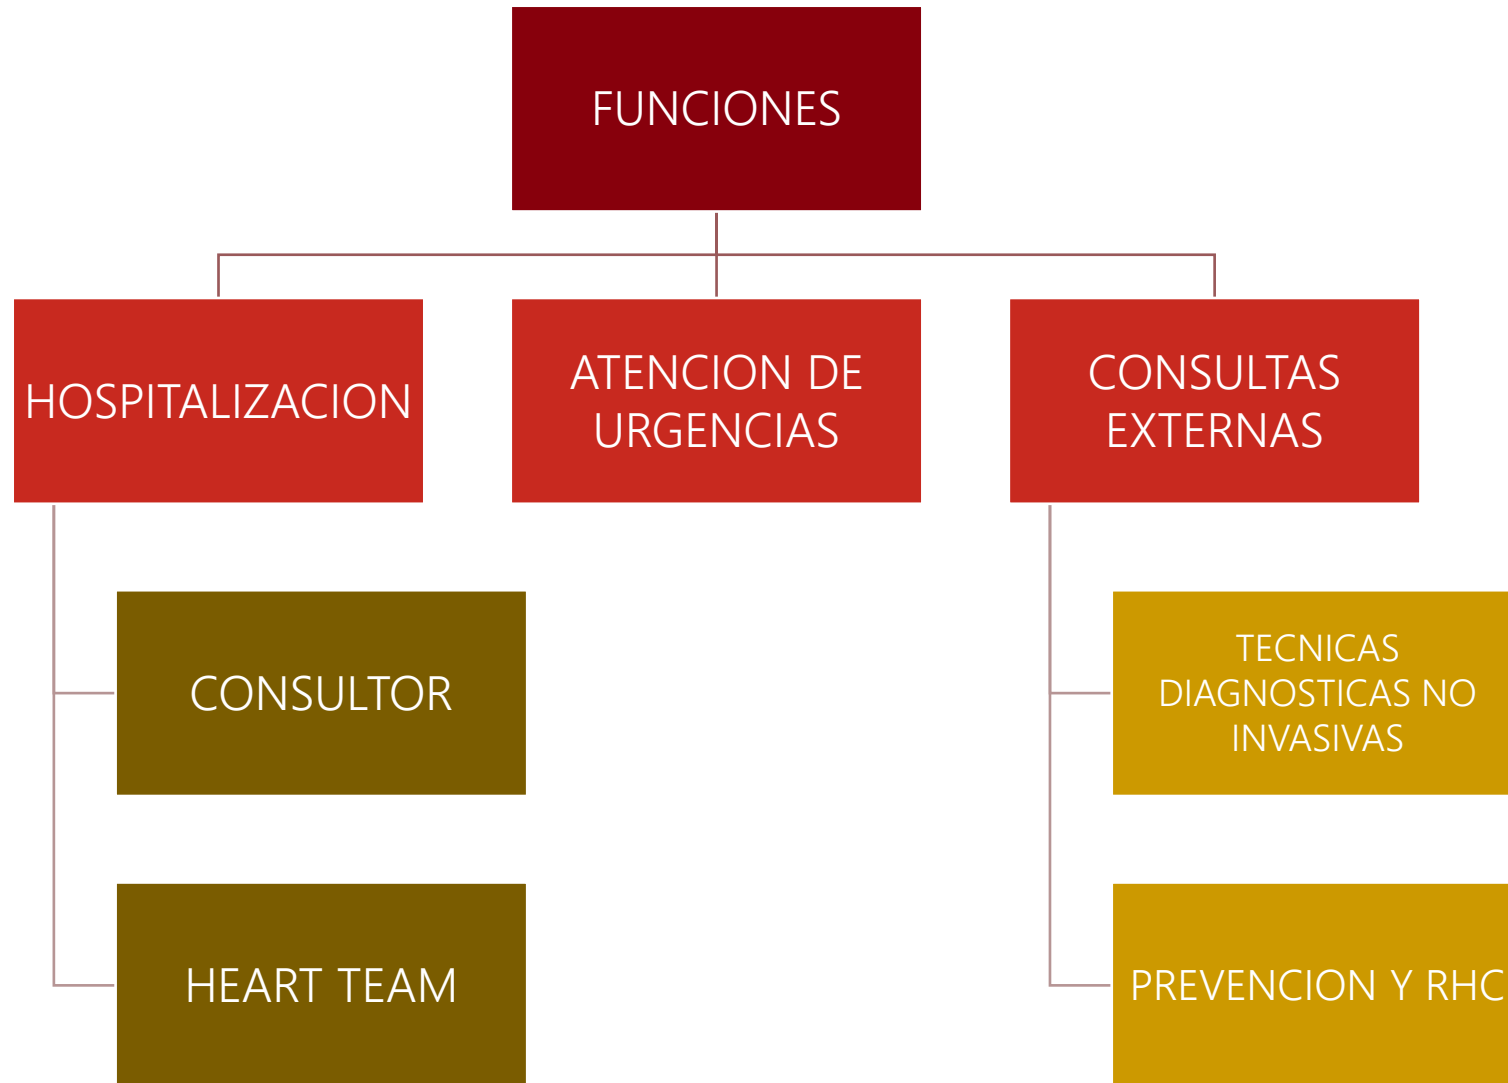 FUNCIONES
HOSPITALIZACION
ATENCION DE
URGENCIAS
CONSULTAS
EXTERNAS
CONSULTOR
HEART TEAM
TECNICAS
DIAGNOSTICAS NO
INVASIVAS
PREVENCION Y RHC